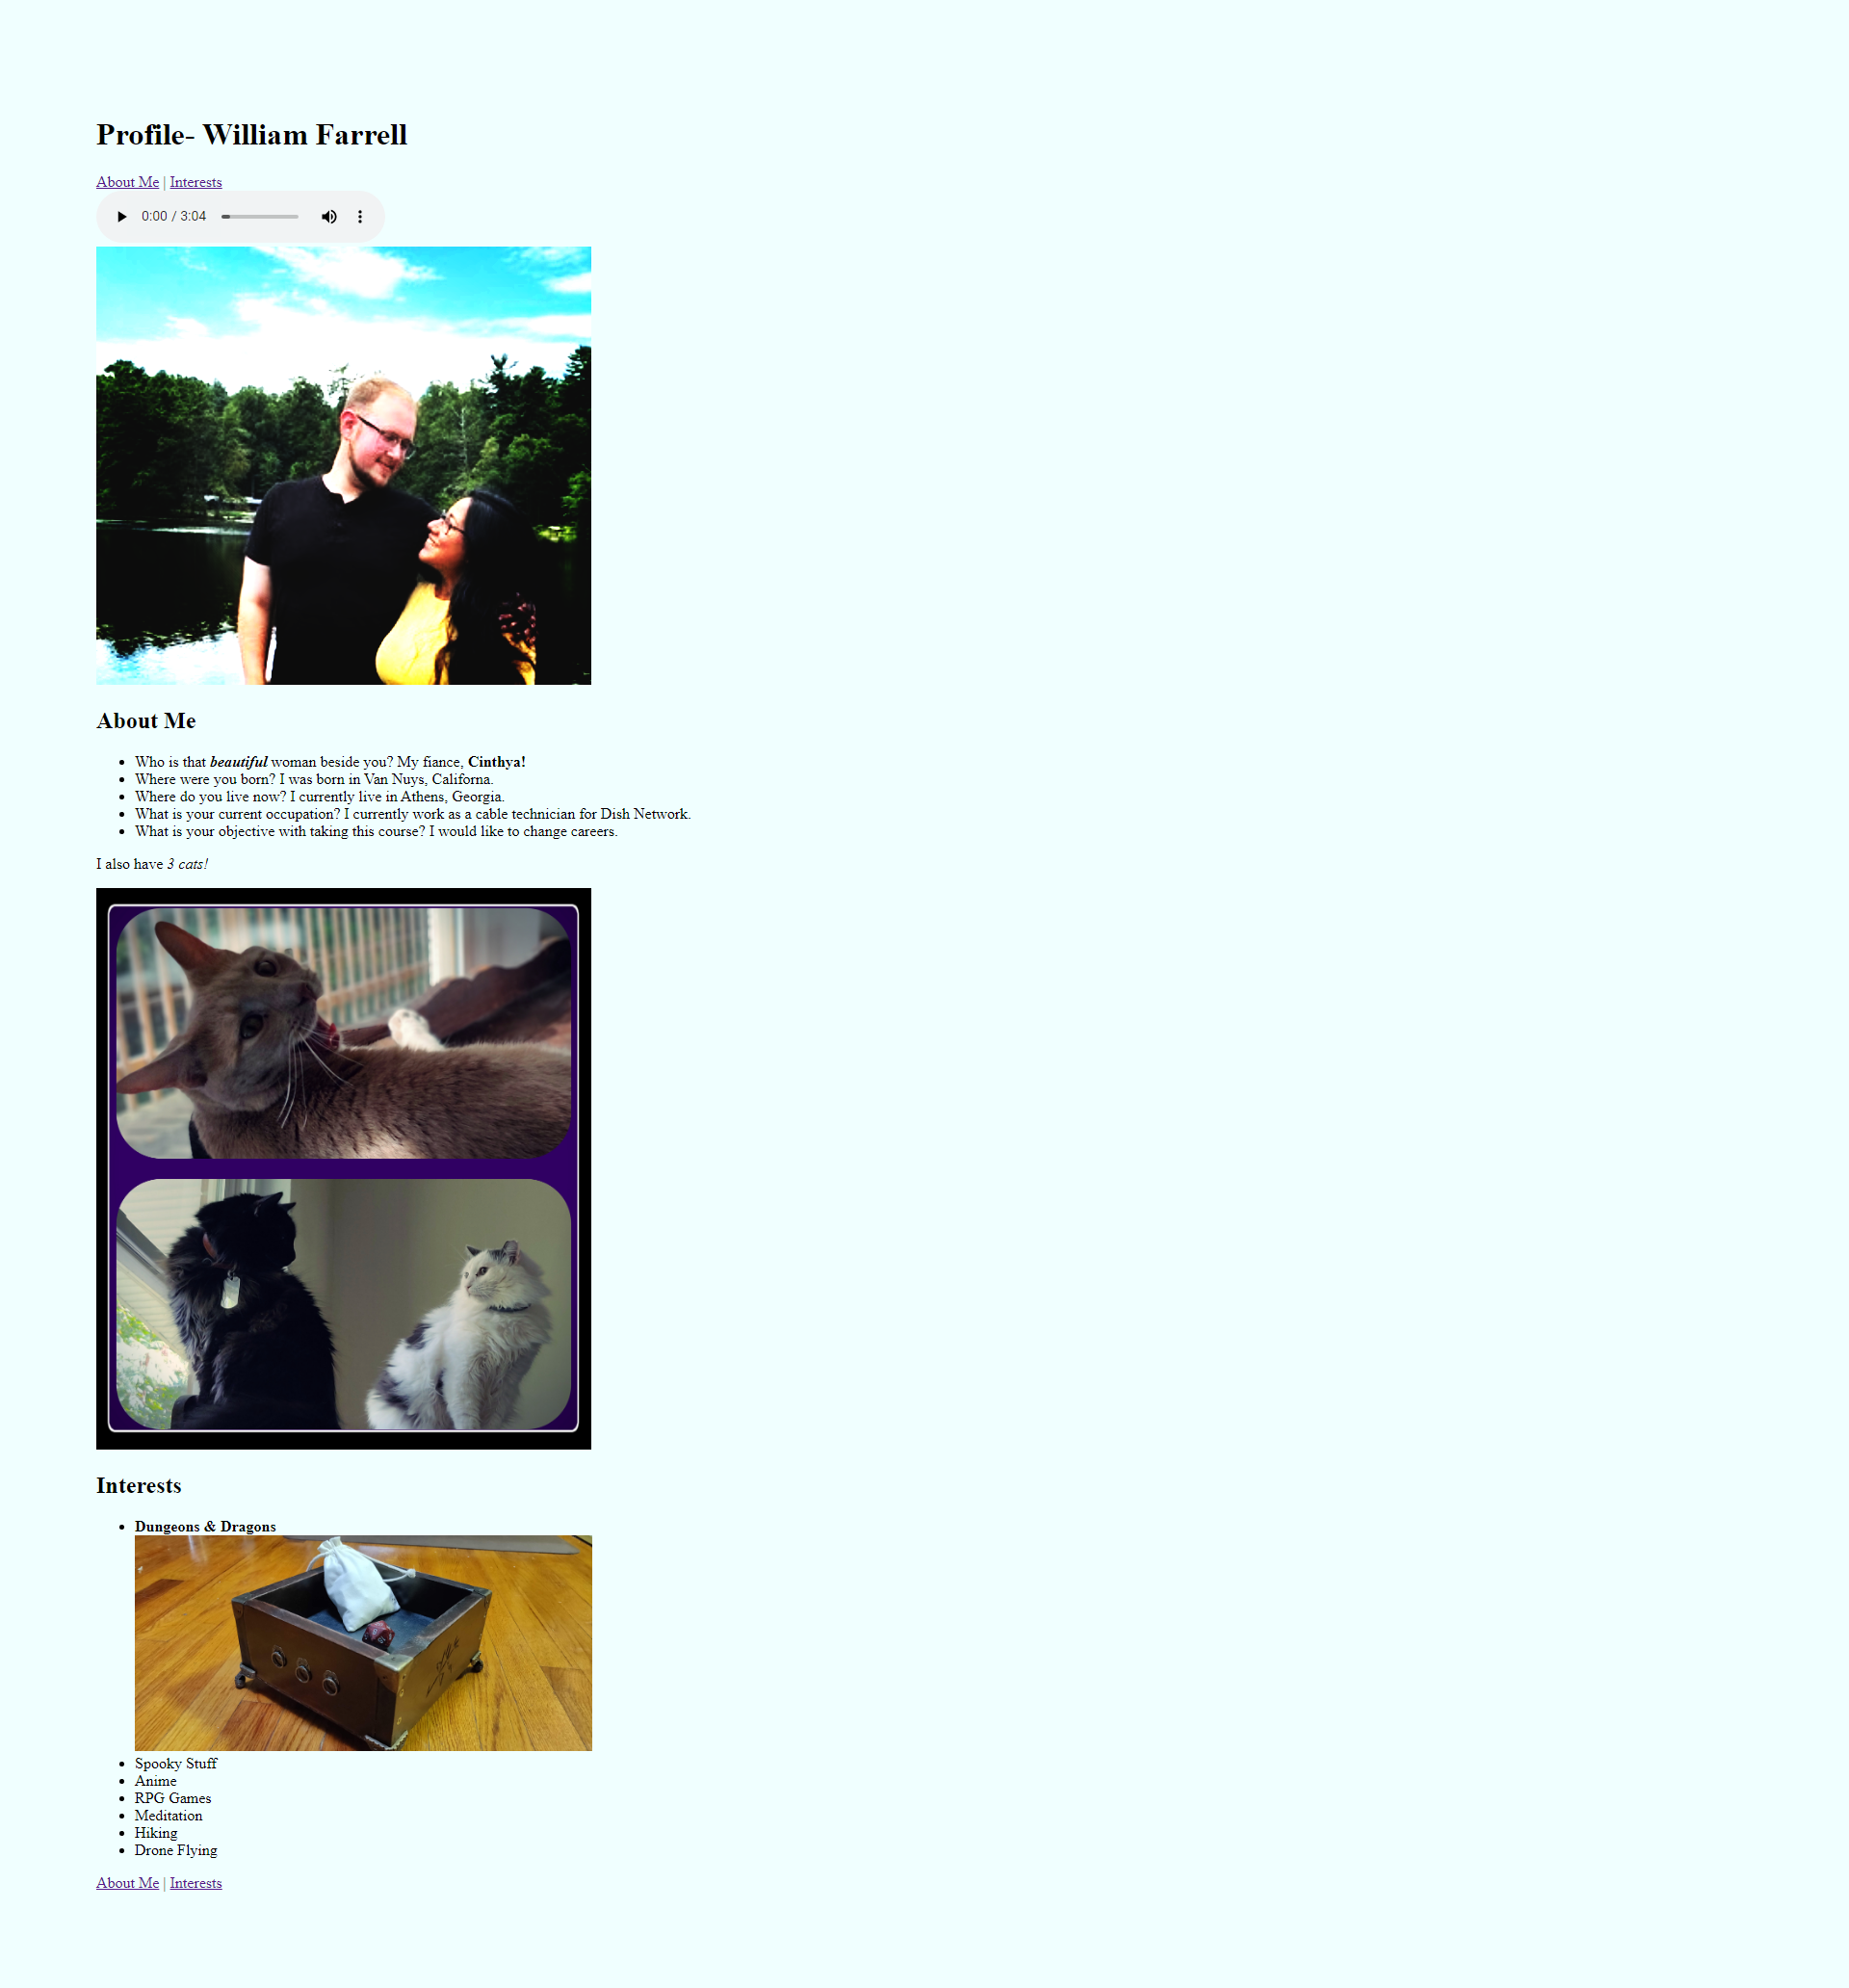 Profile- William Farrell
About Me | Interests
0:00 / 3:04
About Me
Who is that beautiful woman beside you? My fiance, Cinthya!
Where were you born? I was born in Van Nuys, Californa.
Where do you live now? I currently live in Athens, Georgia.
What is your current occupation? I currently work as a cable technician for Dish Network.
What is your objective with taking this course? I would like to change careers.
I also have 3 cats!
Interests
Dungeons & Dragons
Spooky Stuff
Anime
RPG Games
Meditation
Hiking
Drone Flying
About Me | Interests